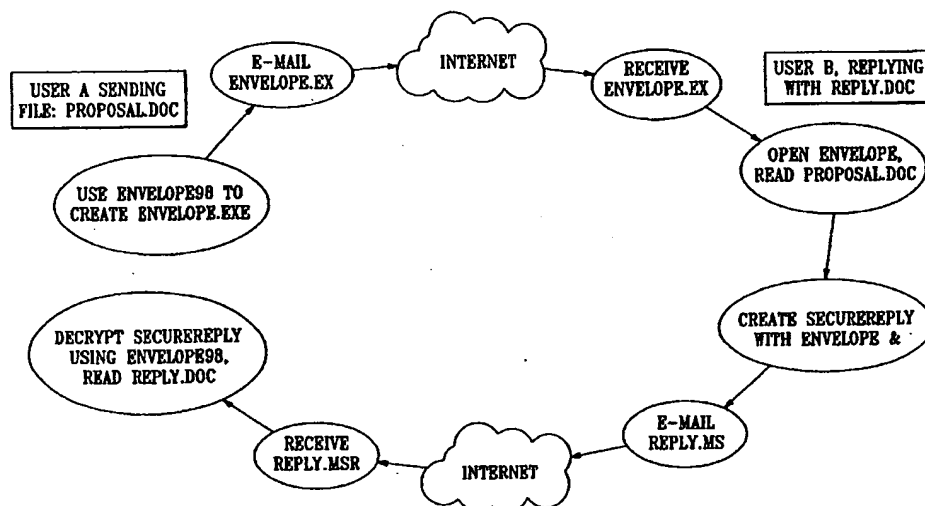 E-MAIL
ENVELOPE.EX
INTERNET
RECEIVE
ENVELOPE.EX
USER A SENDING
FILE: PROPOSAL.DOC
USER B, REPLYING
WITH REPLY.DOC
OPEN ENVELOPE,
READ PROPOSAL.DOC
USE ENVELOPE98 TO
CREATE ENVELOPE.EXE
CREATE SECUREREPLY
WITH ENVELOPE &
DECRYPT SECUREREPLY
USING ENVELOPE98,
READ REPLY.DOC
E-MAIL
REPLY.MS
RECEIVE
REPLY.MSR
INTERNET